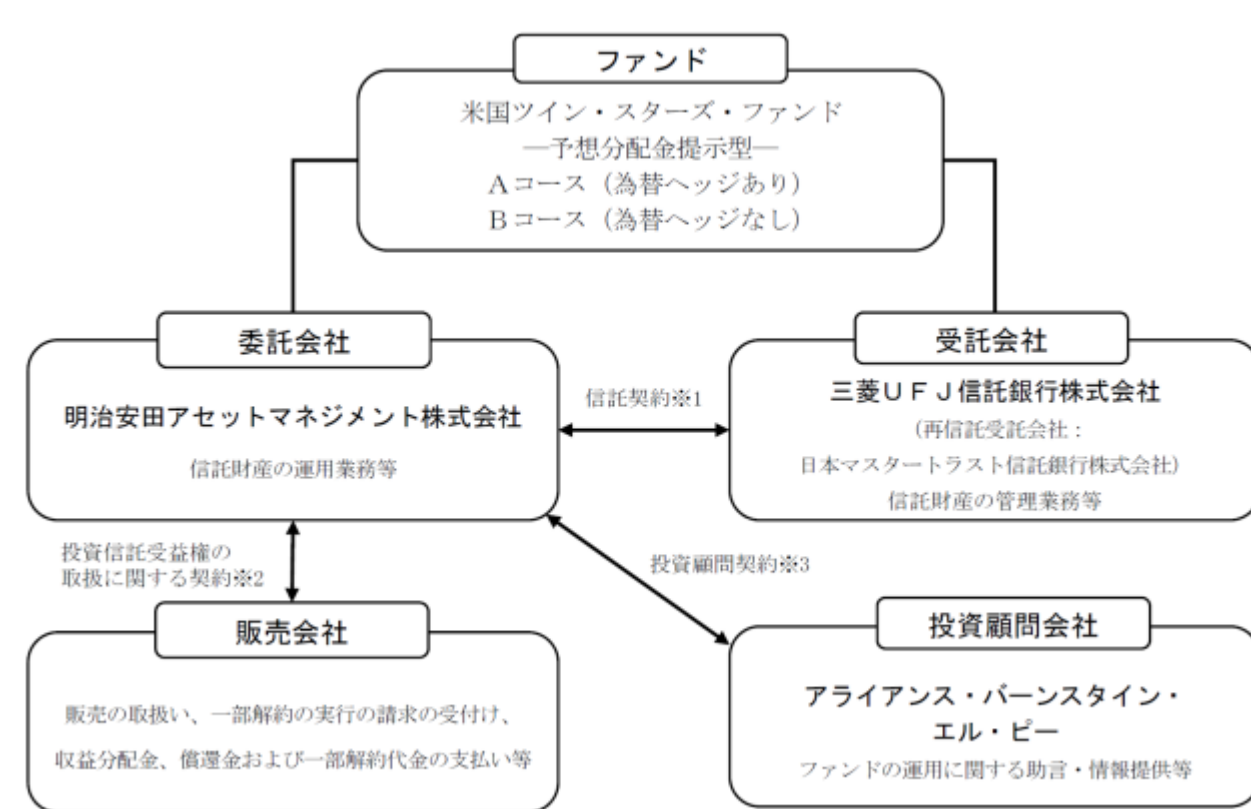 ファンド
米国ツイン・スターズ・ファンド
―予想分配金提示型―
Aコース（為替ヘッジあり）
Bコース（為替ヘッジなし）
委託会社
明治安田アセットマネジメント株式会社
信託財産の運用業務等
信託契約※1
受託会社
三菱ＵＦＪ信託銀行株式会社
（再信託受託会社：
日本マスタートラスト信託銀行株式会社）
信託財産の管理業務等
投資信託受益権の
取扱に関する契約※2
投資顧問契約※3
販売会社
販売の取扱い、一部解約の実行の請求の受付け、
収益分配金、償還金および一部解約代金の支払い等
投資顧問会社
アライアンス・バーンスタイン・
エル・ピー
ファンドの運用に関する助言・情報提供等